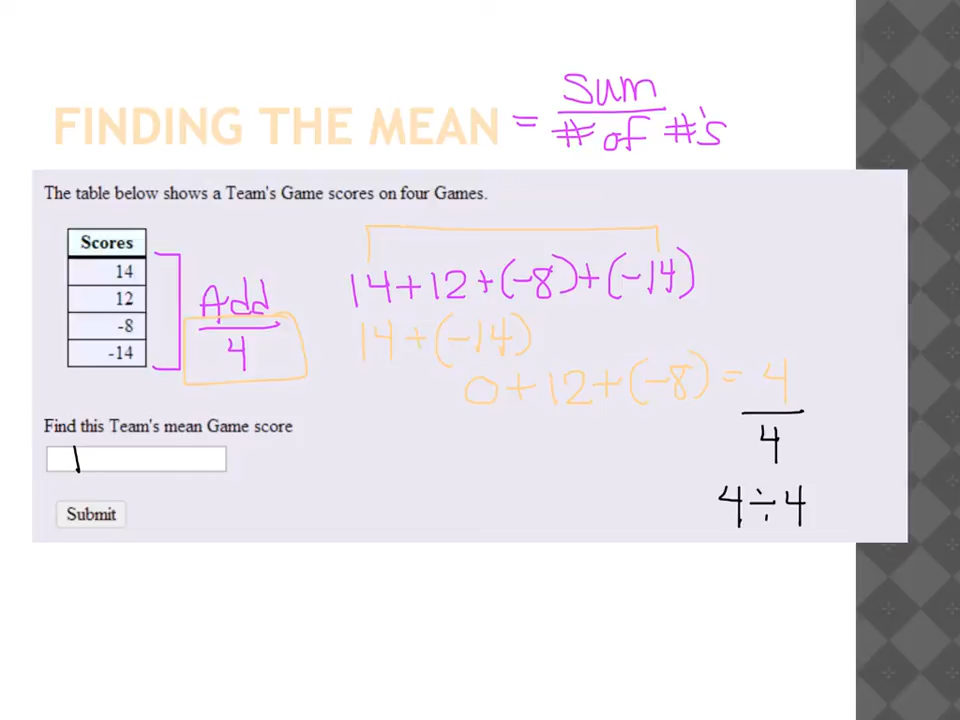 FINDING THE MEAN = Sum / # of #'s
The table below shows a Team's Game scores on four Games.
Scores
14
12
-8
-14
Add
4
14+12+(-8)+(-14)
14+(-14)
0+12+(-8) = 4
4
4÷4
Find this Team's mean Game score
1
Submit